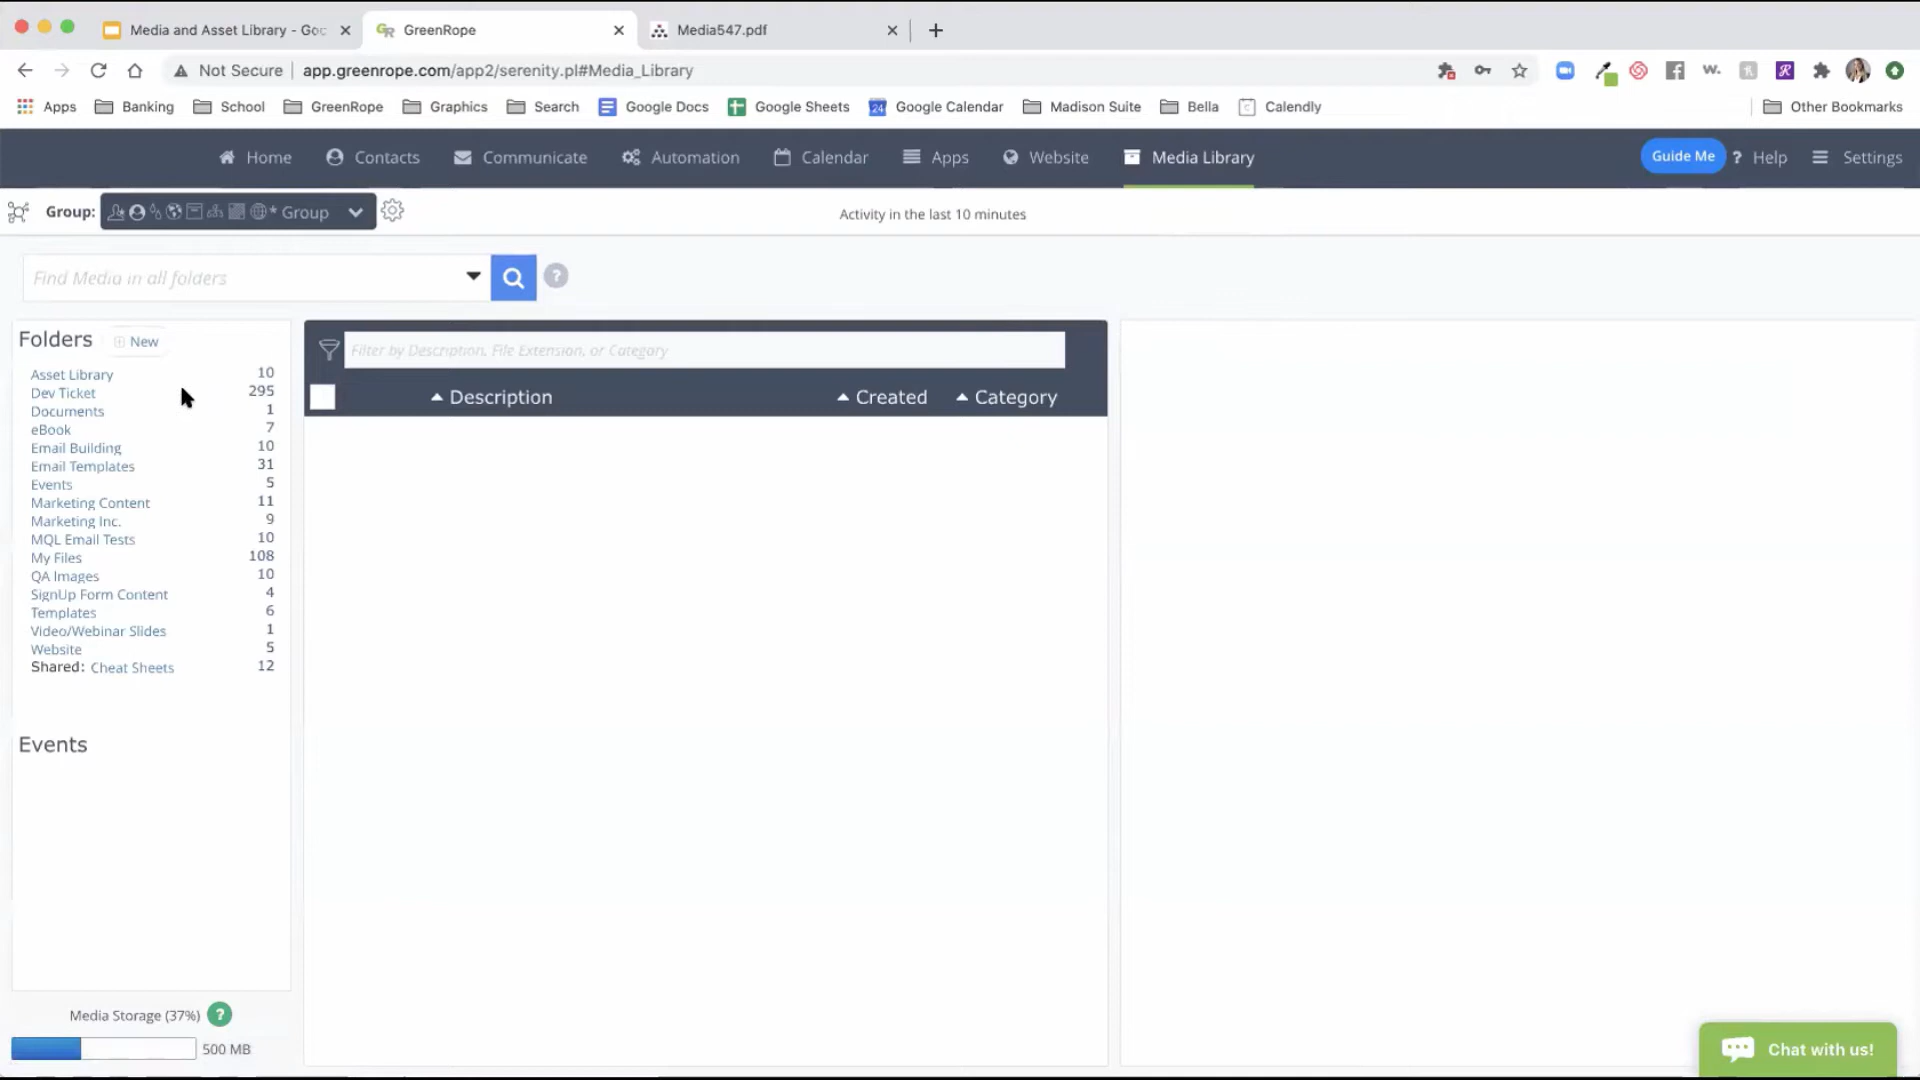 Media and Asset Library - Goo
GreenRope
Media547.pdf
Not Secure
app.greenrope.com/app2/serenity.pl#Media_Library
Apps
Banking
School
GreenRope
Graphics
Search
Google Docs
Google Sheets
24
Google Calendar
Madison Suite
Bella
Calendly
Other Bookmarks
Home
Contacts
Communicate
Automation
Calendar
Apps
Website
Media Library
Guide Me
? Help
Settings
Group:
* Group
Activity in the last 10 minutes
Find Media in all folders
?
Folders
New
Asset Library 10
Dev Ticket 295
Documents 1
eBook 7
Email Building 10
Email Templates 31
Events 5
Marketing Content 11
Marketing Inc. 9
MQL Email Tests 10
My Files 108
QA Images 10
SignUp Form Content 4
Templates 6
Video/Webinar Slides 1
Website 5
Shared: Cheat Sheets 12
Events
Media Storage (37%) ?
500 MB
Filter by Description, File Extension, or Category
Description
Created
Category
Chat with us!